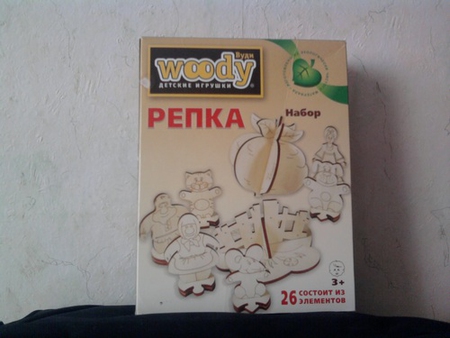 Вуди
woody
ДЕТСКИЕ ИГРУШКИ
РЕПКА
Набор
3+
26 СОСТОИТ ИЗ
ЭЛЕМЕНТОВ